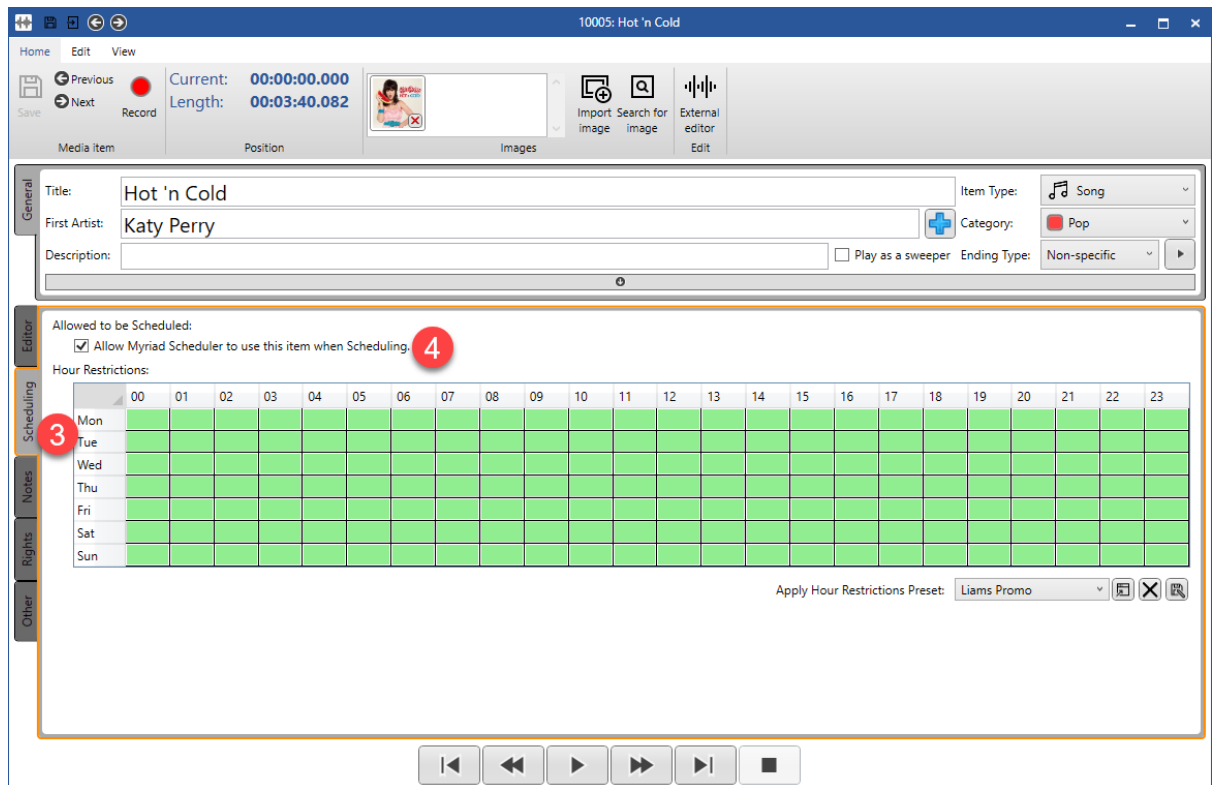 10005: Hot 'n Cold
Home Edit View
Save
Previous
Next
Record
Media item
Current: 00:00:00.000
Length: 00:03:40.082
Position
Images
Import image
Search for image
External editor
Edit
General
Title: Hot 'n Cold
Item Type: Song
First Artist: Katy Perry
Category: Pop
Description:
Play as a sweeper
Ending Type: Non-specific
Editor
Scheduling
Notes
Rights
Other
Allowed to be Scheduled:
Allow Myriad Scheduler to use this item when Scheduling.
4
Hour Restrictions:
00 01 02 03 04 05 06 07 08 09 10 11 12 13 14 15 16 17 18 19 20 21 22 23
3
Mon
Tue
Wed
Thu
Fri
Sat
Sun
Apply Hour Restrictions Preset: Liams Promo